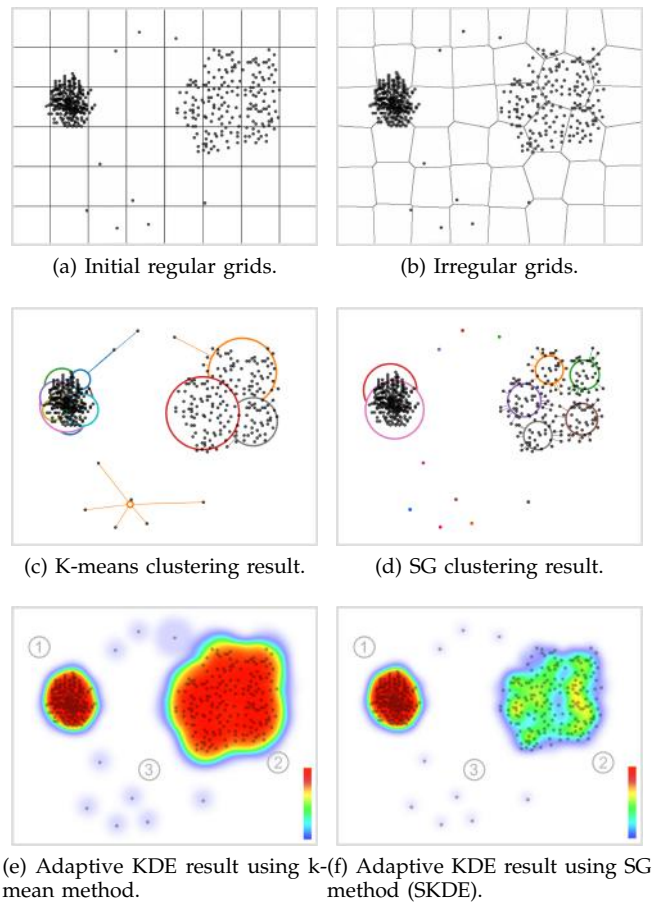 (a) Initial regular grids.
(b) Irregular grids.
(c) K-means clustering result.
(d) SG clustering result.
1
2
3
1
2
3
(e) Adaptive KDE result using k-mean method.
(f) Adaptive KDE result using SG method (SKDE).